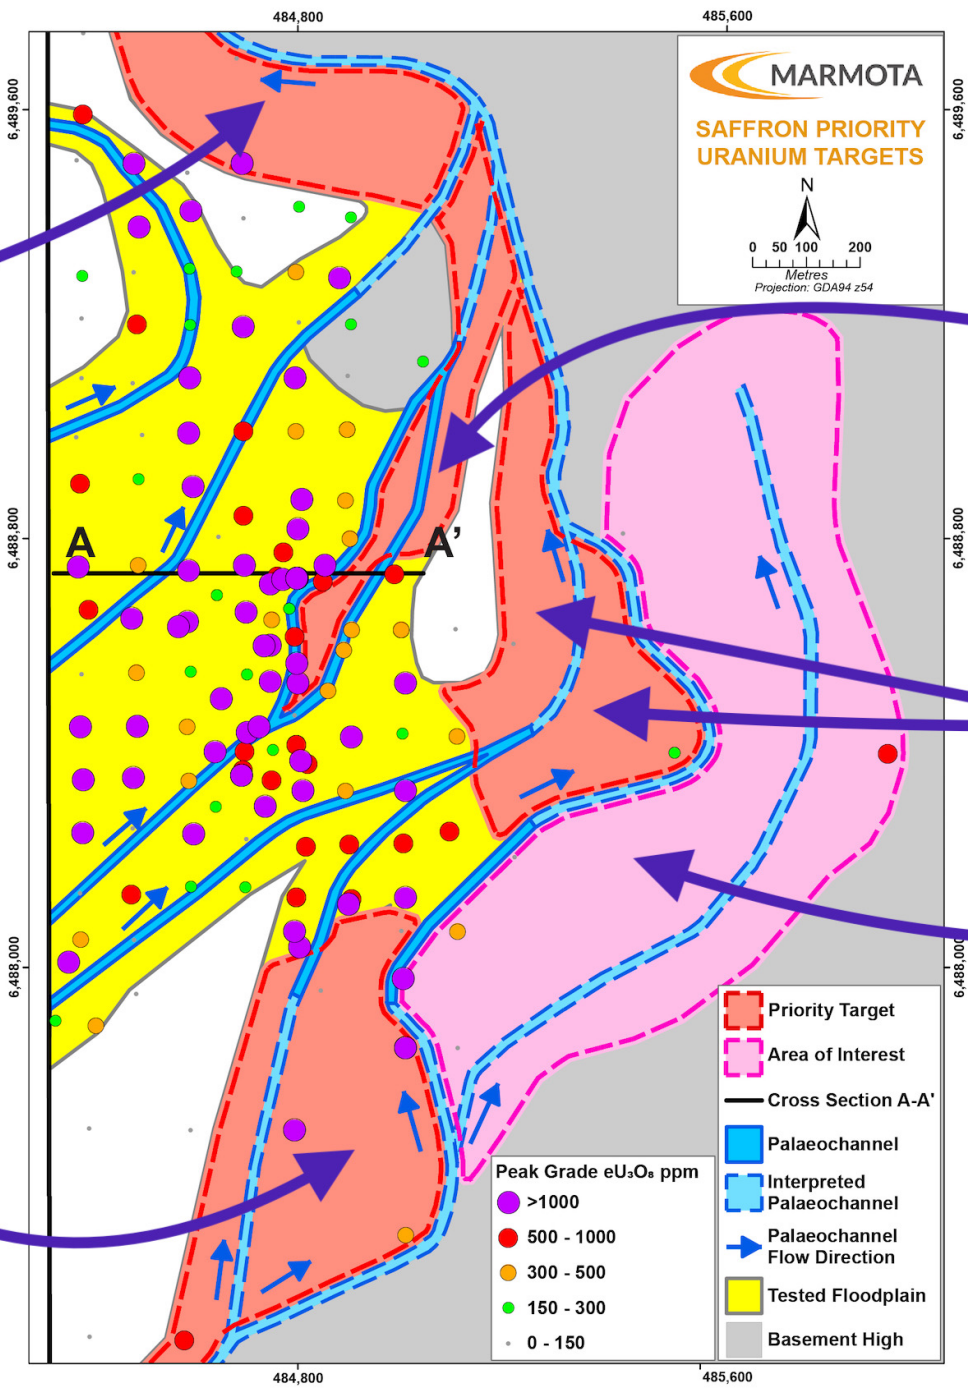 484,800
485,600
6,489,600
6,489,600
MARMOTA
SAFFRON PRIORITY
URANIUM TARGETS
N
0 50 100 200
Metres
Projection: GDA94 z54
A
A'
6,488,800
6,488,800
6,488,000
6,488,000
Priority Target
Area of Interest
Cross Section A-A'
Palaeochannel
Interpreted
Palaeochannel
Palaeochannel
Flow Direction
Tested Floodplain
Basement High
Peak Grade eU₃O₈ ppm
>1000
500 - 1000
300 - 500
150 - 300
0 - 150
484,800
485,600